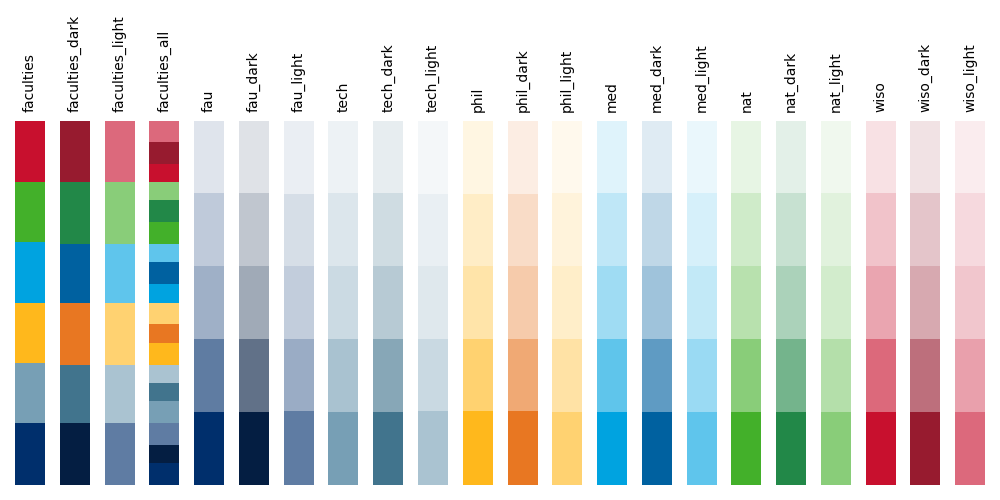 faculties
faculties_dark
faculties_light
faculties_all
fau
fau_dark
fau_light
tech
tech_dark
tech_light
phil
phil_dark
phil_light
med
med_dark
med_light
nat
nat_dark
nat_light
wiso
wiso_dark
wiso_light